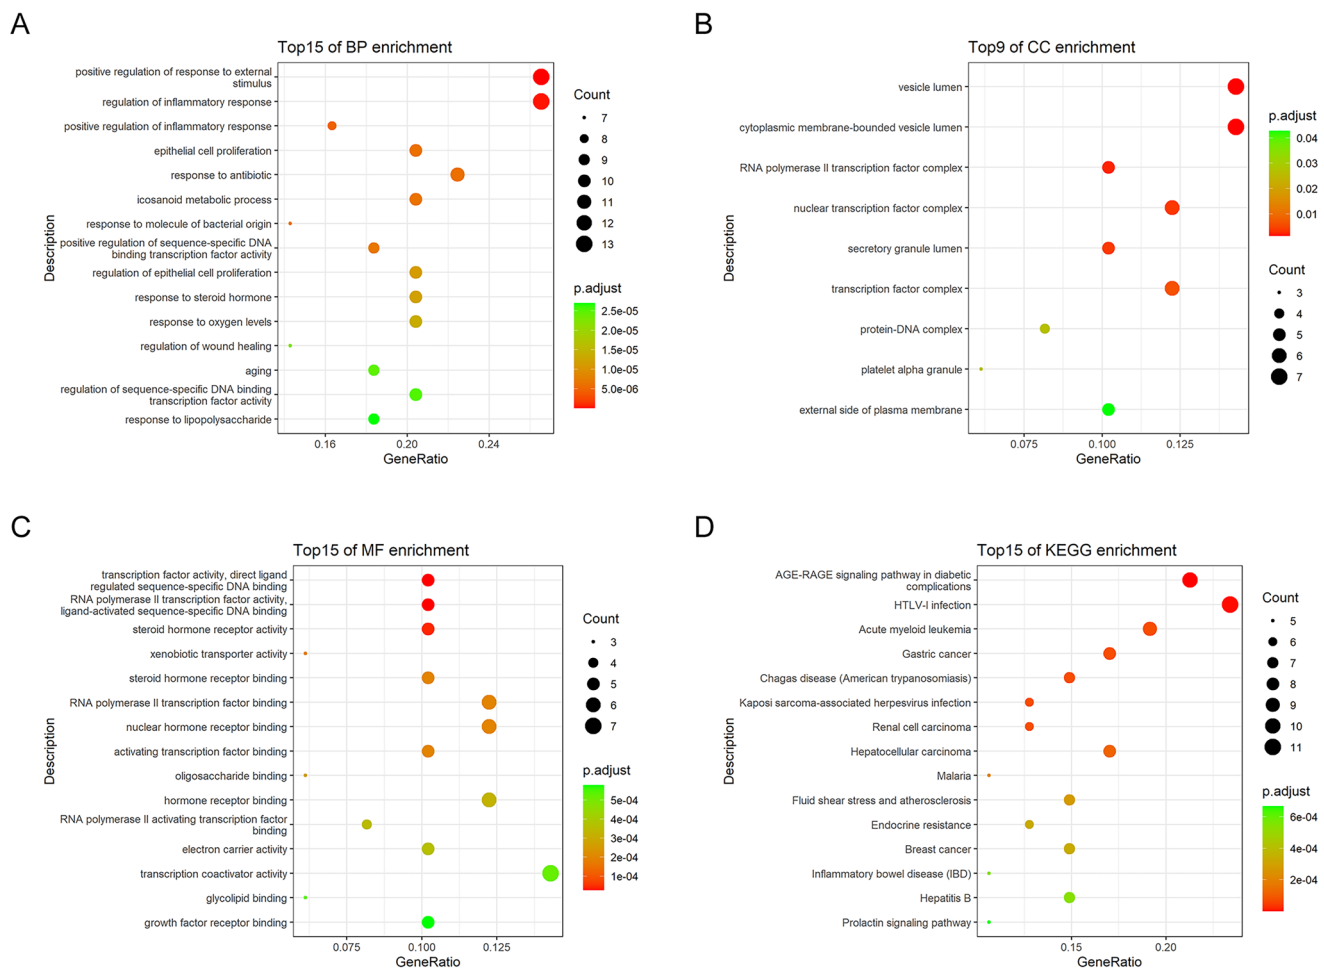 A
Top15 of BP enrichment
positive regulation of response to external
stimulus
regulation of inflammatory response
positive regulation of inflammatory response
epithelial cell proliferation
response to antibiotic
icosanoid metabolic process
response to molecule of bacterial origin
positive regulation of sequence-specific DNA
binding transcription factor activity
regulation of epithelial cell proliferation
response to steroid hormone
response to oxygen levels
regulation of wound healing
aging
regulation of sequence-specific DNA binding
transcription factor activity
response to lipopolysaccharide
Description
0.16 0.20 0.24
GeneRatio
Count
7
8
9
10
11
12
13
p.adjust
2.5e-05
2.0e-05
1.5e-05
1.0e-05
5.0e-06
B
Top9 of CC enrichment
vesicle lumen
cytoplasmic membrane-bounded vesicle lumen
RNA polymerase II transcription factor complex
nuclear transcription factor complex
secretory granule lumen
transcription factor complex
protein-DNA complex
platelet alpha granule
external side of plasma membrane
Description
0.075 0.100 0.125
GeneRatio
p.adjust
0.04
0.03
0.02
0.01
Count
3
4
5
6
7
C
Top15 of MF enrichment
transcription factor activity, direct ligand
regulated sequence-specific DNA binding
RNA polymerase II transcription factor activity,
ligand-activated sequence-specific DNA binding
steroid hormone receptor activity
xenobiotic transporter activity
steroid hormone receptor binding
RNA polymerase II transcription factor binding
nuclear hormone receptor binding
activating transcription factor binding
oligosaccharide binding
hormone receptor binding
RNA polymerase II activating transcription factor
binding
electron carrier activity
transcription coactivator activity
glycolipid binding
growth factor receptor binding
Description
0.075 0.100 0.125
GeneRatio
Count
3
4
5
6
7
p.adjust
5e-04
4e-04
3e-04
2e-04
1e-04
D
Top15 of KEGG enrichment
AGE-RAGE signaling pathway in diabetic
complications
HTLV-I infection
Acute myeloid leukemia
Gastric cancer
Chagas disease (American trypanosomiasis)
Kaposi sarcoma-associated herpesvirus infection
Renal cell carcinoma
Hepatocellular carcinoma
Malaria
Fluid shear stress and atherosclerosis
Endocrine resistance
Breast cancer
Inflammatory bowel disease (IBD)
Hepatitis B
Prolactin signaling pathway
Description
0.15 0.20
GeneRatio
Count
5
6
7
8
9
10
11
p.adjust
6e-04
4e-04
2e-04